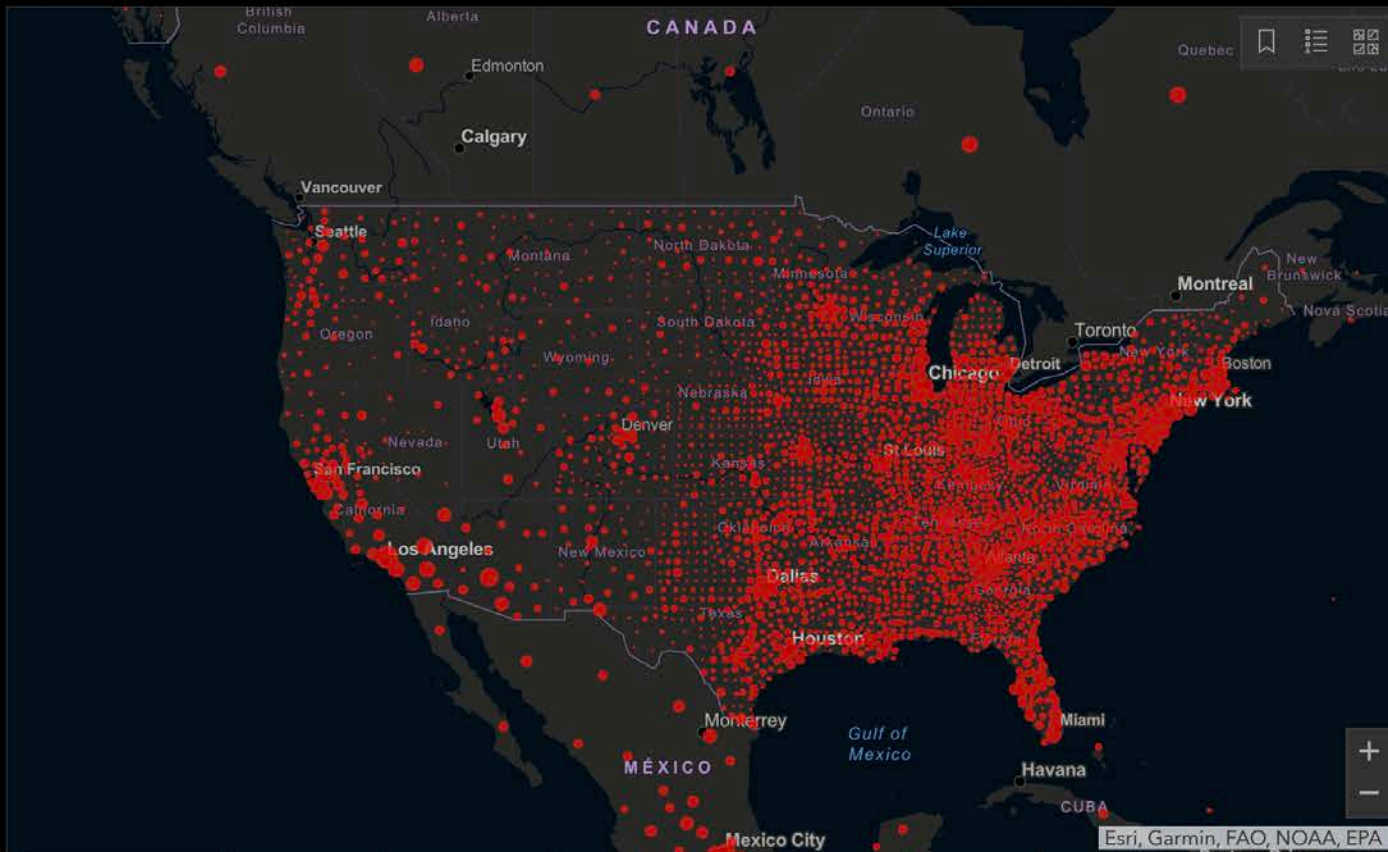 British
Columbia
Alberta
CANADA
Quebec
Edmonton
Ontario
Calgary
Vancouver
Seattle
Lake
Superior
North Dakota
Montana
Minnesota
New
Brunswick
Montreal
Nova Scotia
Wisconsin
South Dakota
Idaho
Oregon
Toronto
New York
Wyoming
Detroit
Boston
Chicago
Iowa
Nebraska
New York
Denver
Ohio
Nevada
Utah
St Louis
Kansas
San Francisco
Kentucky
Virginia
California
Oklahoma
Tennessee
North Carolina
Arkansas
Los Angeles
New Mexico
Atlanta
Dallas
Georgia
Texas
Houston
Florida
Monterrey
Miami
Gulf of
Mexico
MÉXICO
Havana
CUBA
Mexico City
Esri, Garmin, FAO, NOAA, EPA